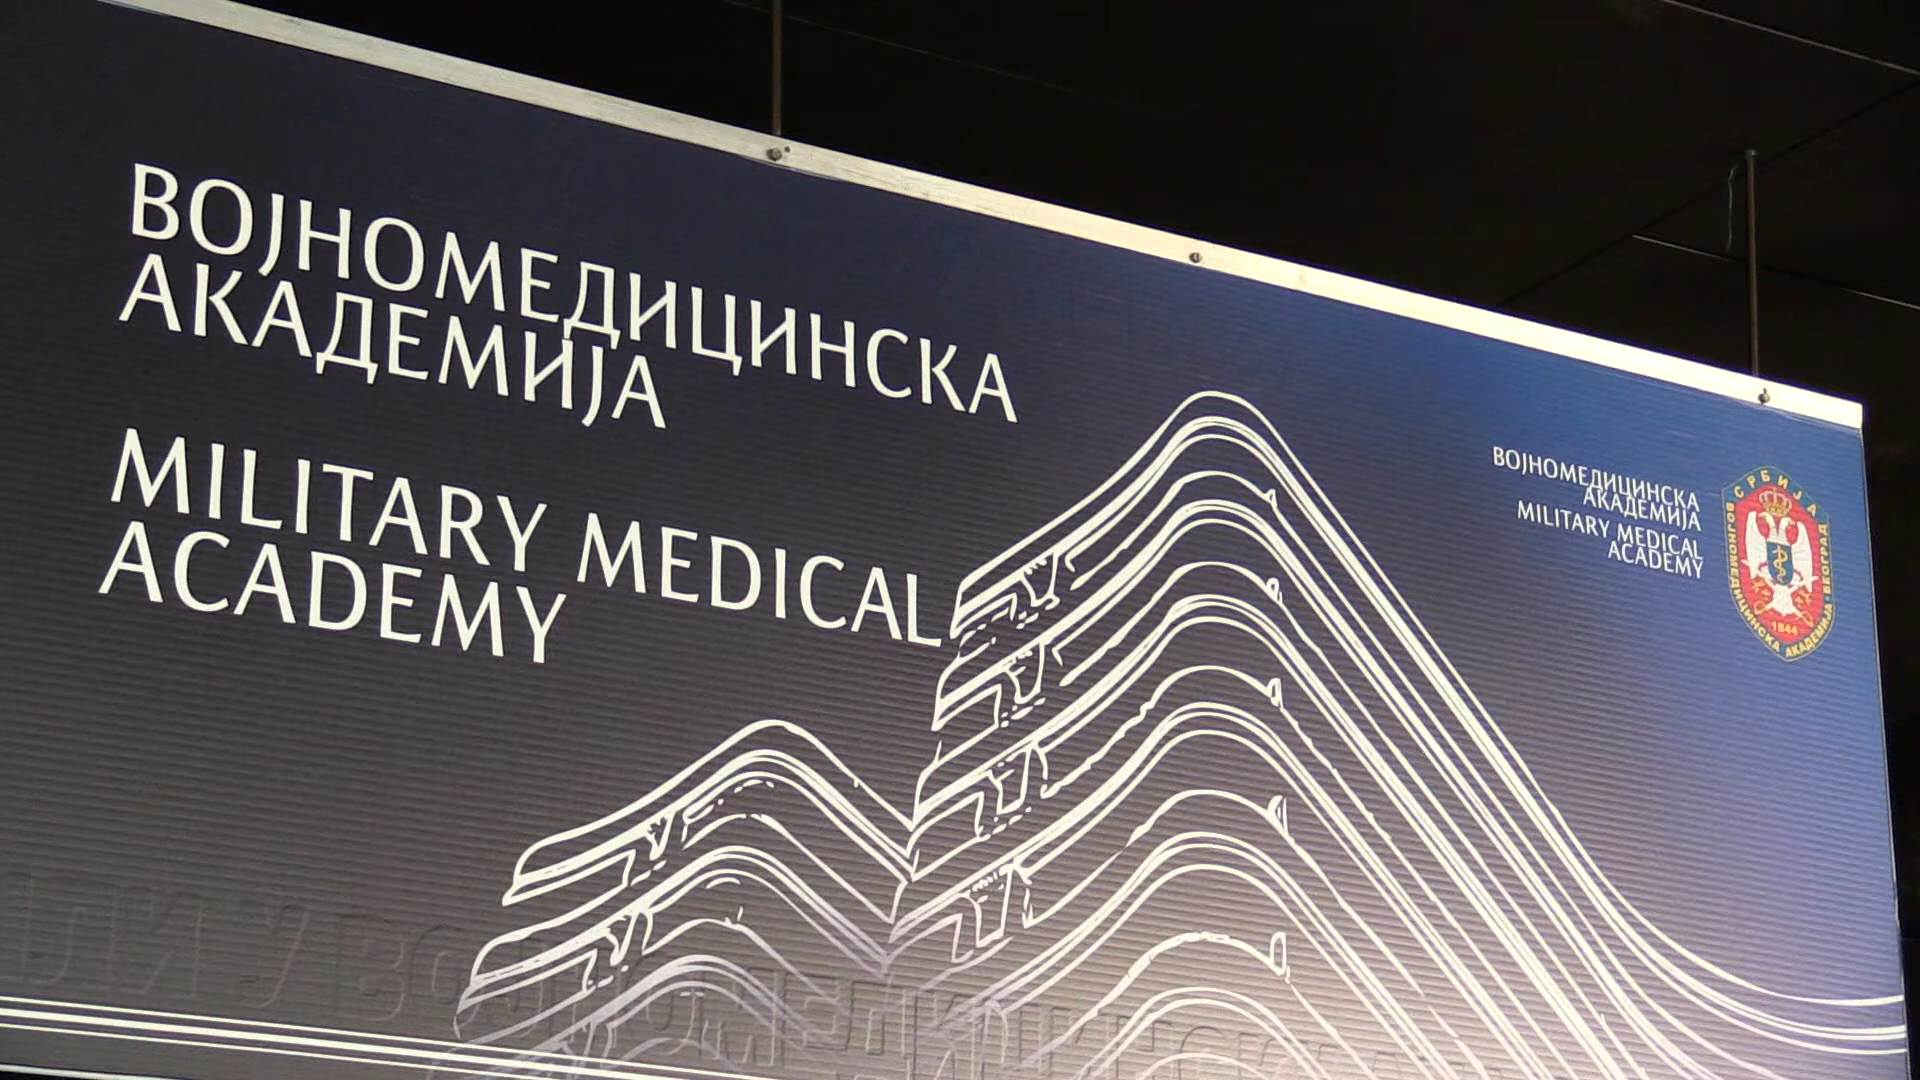 ВОЈНОМЕДИЦИНСКА
АКАДЕМИЈА
MILITARY MEDICAL
ACADEMY
ВОЈНОМЕДИЦИНСКА
АКАДЕМИЈА
MILITARY MEDICAL
ACADEMY
СРБИЈА
ВОЈНОМЕДИЦИНСКА АКАДЕМИЈА · БЕОГРАД
1844